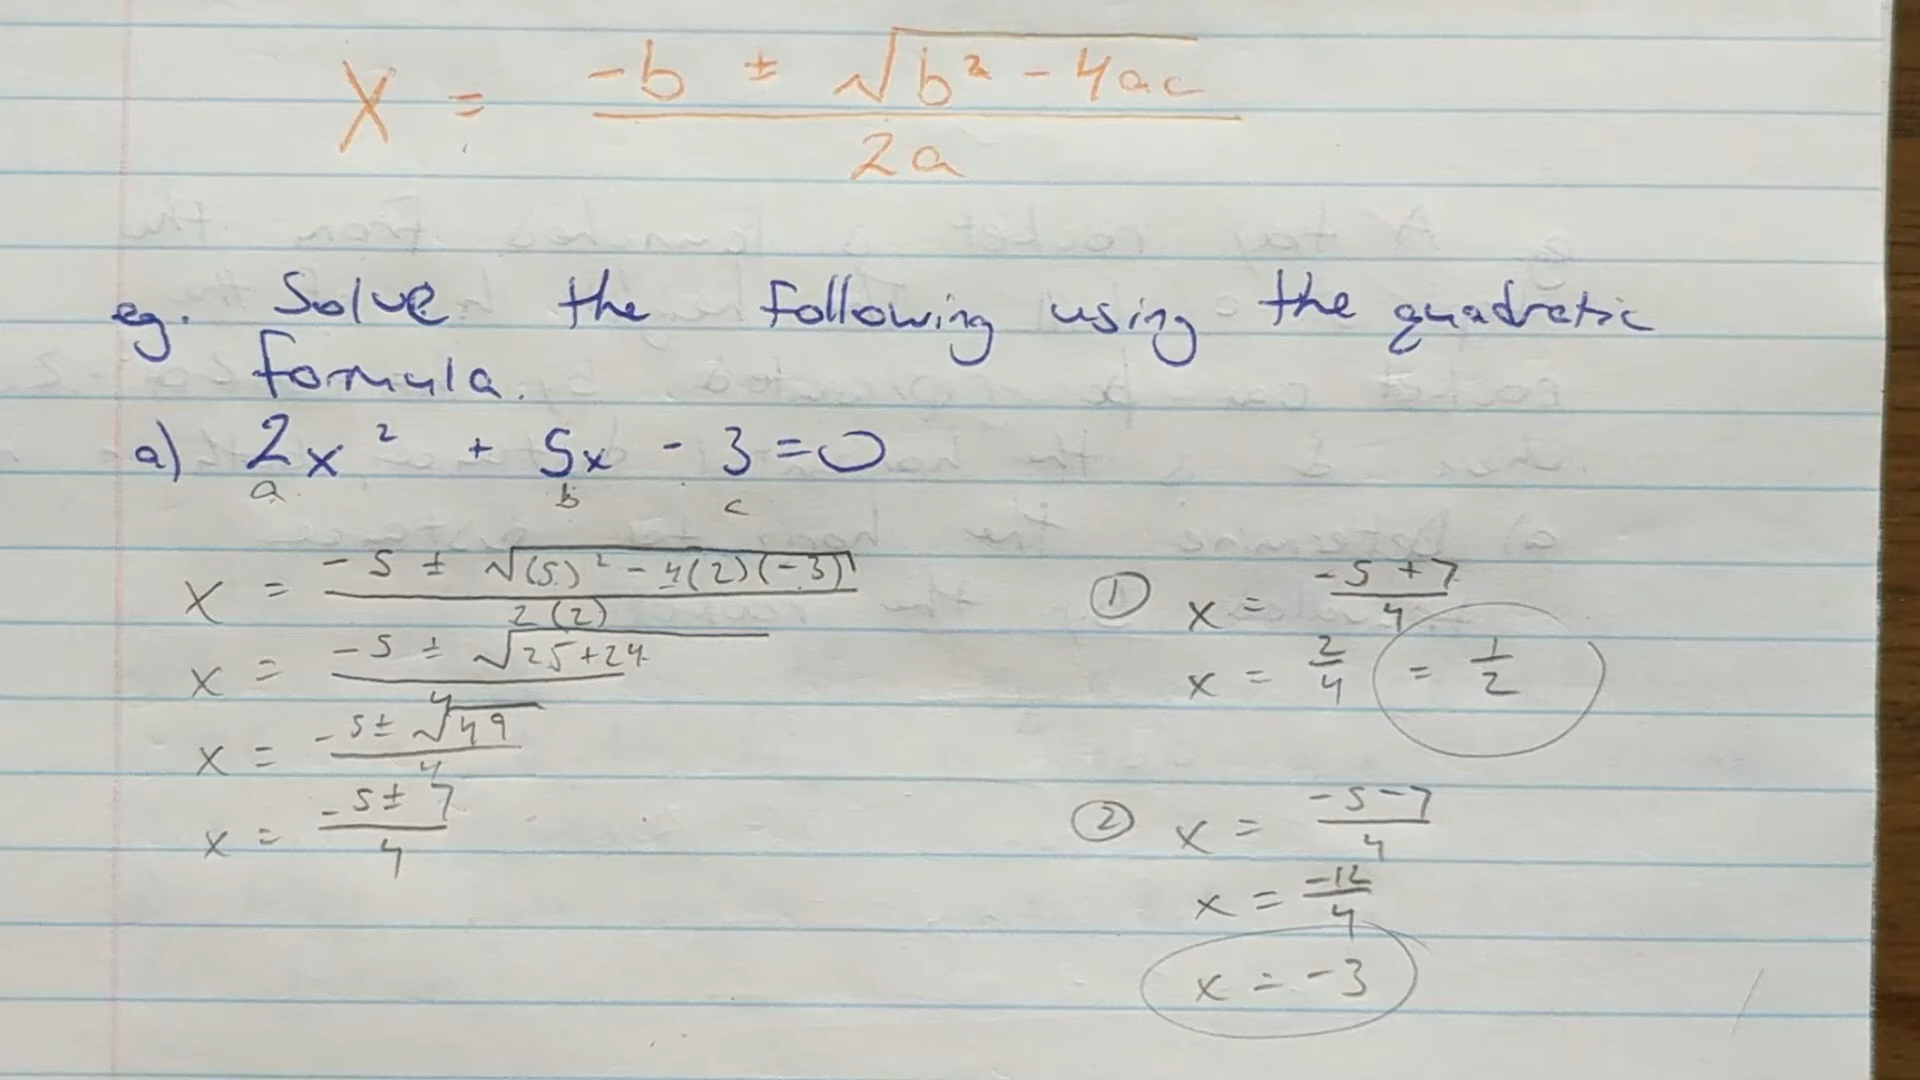 X = -b ± √b² - 4ac / 2a
eg. Solve the following using the quadratic
formula.
a) 2x² + 5x - 3 = 0
a b c
x = -5 ± √(5)² - 4(2)(-3) / 2(2)
x = -5 ± √25+24 / 4
x = -5 ± √49 / 4
x = -5 ± 7 / 4
① x = -5 + 7 / 4
x = 2/4 = 1/2
② x = -5 - 7 / 4
x = -12/4
x = -3